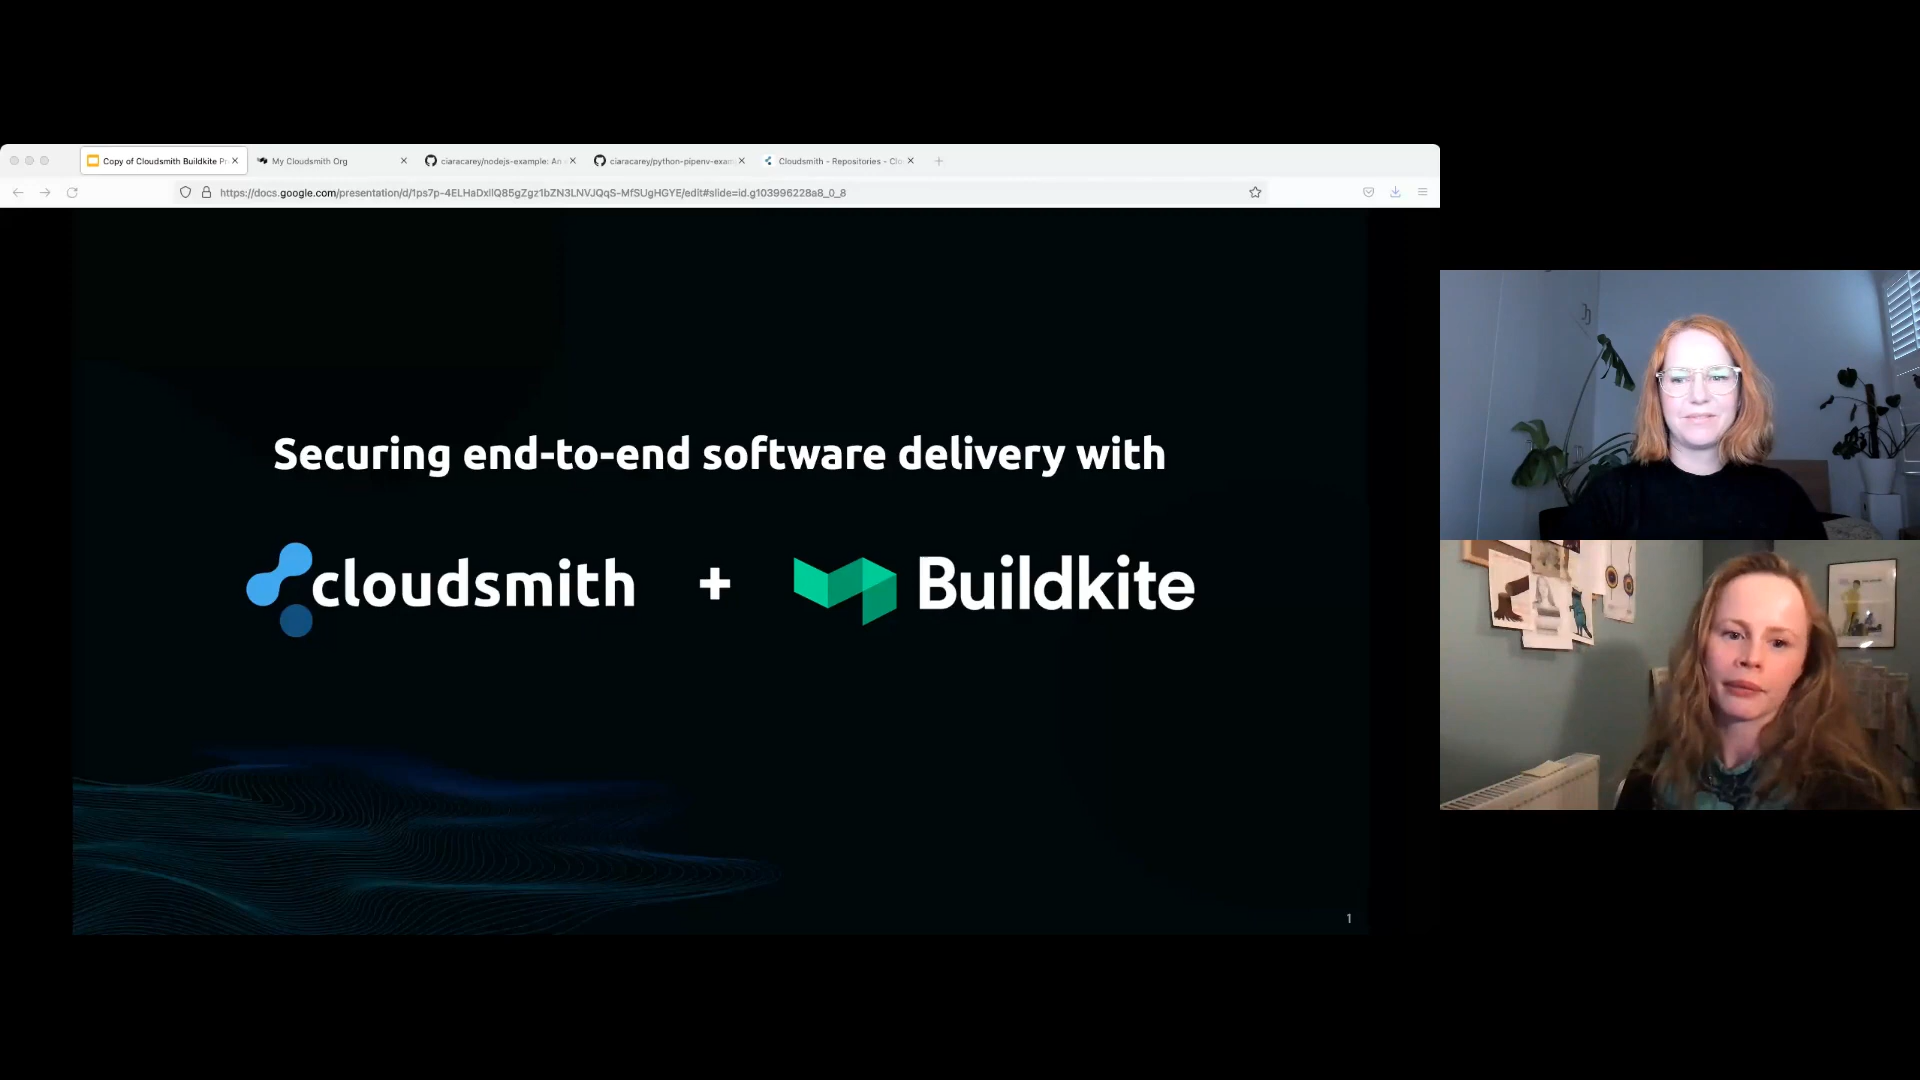 Copy of Cloudsmith Buildkite Pr
My Cloudsmith Org
ciaracarey/nodejs-example: An
ciaracarey/python-pipenv-exam
Cloudsmith - Repositories - Clo
https://docs.google.com/presentation/d/1ps7p-4ELHaDxIlQ85gZgz1bZN3LNVJQqS-MfSUgHGYE/edit#slide=id.g103996228a8_0_8
Securing end-to-end software delivery with
cloudsmith + Buildkite
1